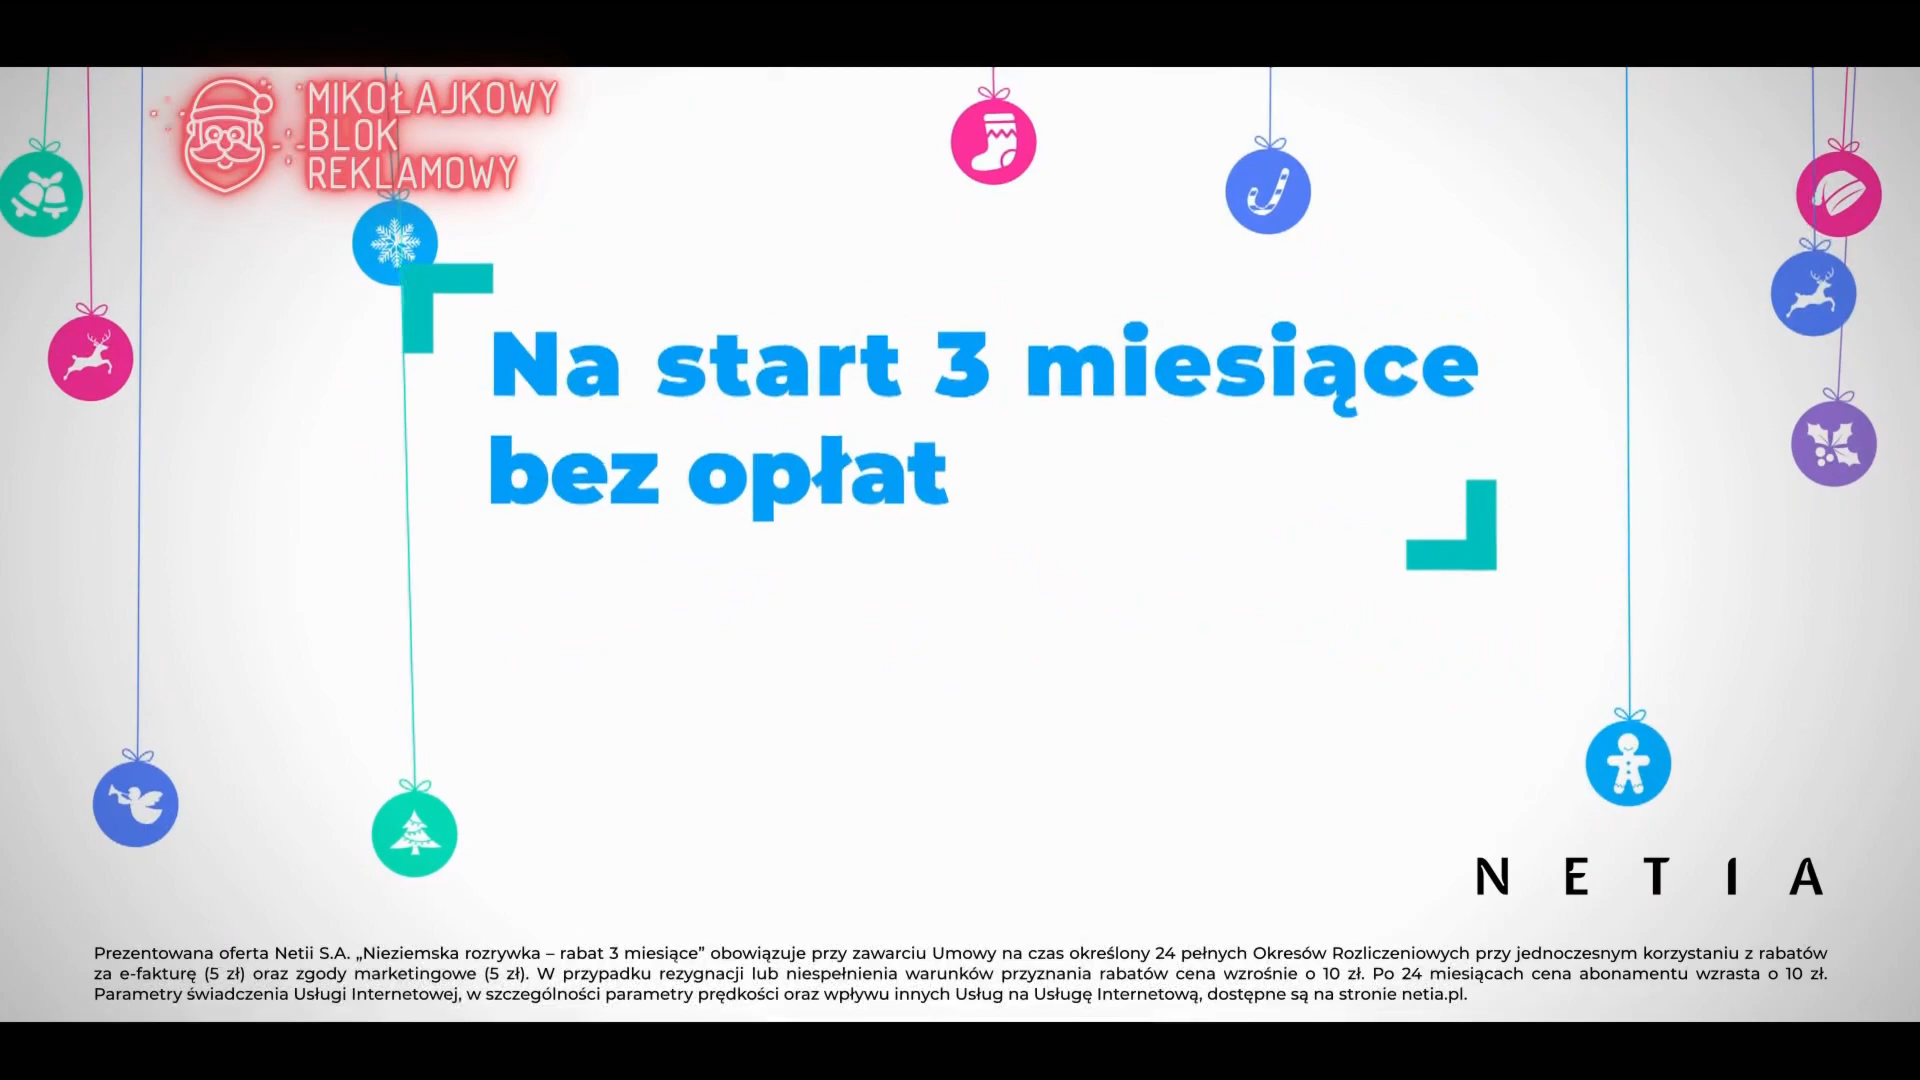 MIKOŁAJKOWY
BLOK
REKLAMOWY
Na start 3 miesiące
bez opłat
NETIA
Prezentowana oferta Netii S.A. „Nieziemska rozrywka – rabat 3 miesiące” obowiązuje przy zawarciu Umowy na czas określony 24 pełnych Okresów Rozliczeniowych przy jednoczesnym korzystaniu z rabatów
za e-fakturę (5 zł) oraz zgody marketingowe (5 zł). W przypadku rezygnacji lub niespełnienia warunków przyznania rabatów cena wzrośnie o 10 zł. Po 24 miesiącach cena abonamentu wzrasta o 10 zł.
Parametry świadczenia Usługi Internetowej, w szczególności parametry prędkości oraz wpływu innych Usług na Usługę Internetową, dostępne są na stronie netia.pl.